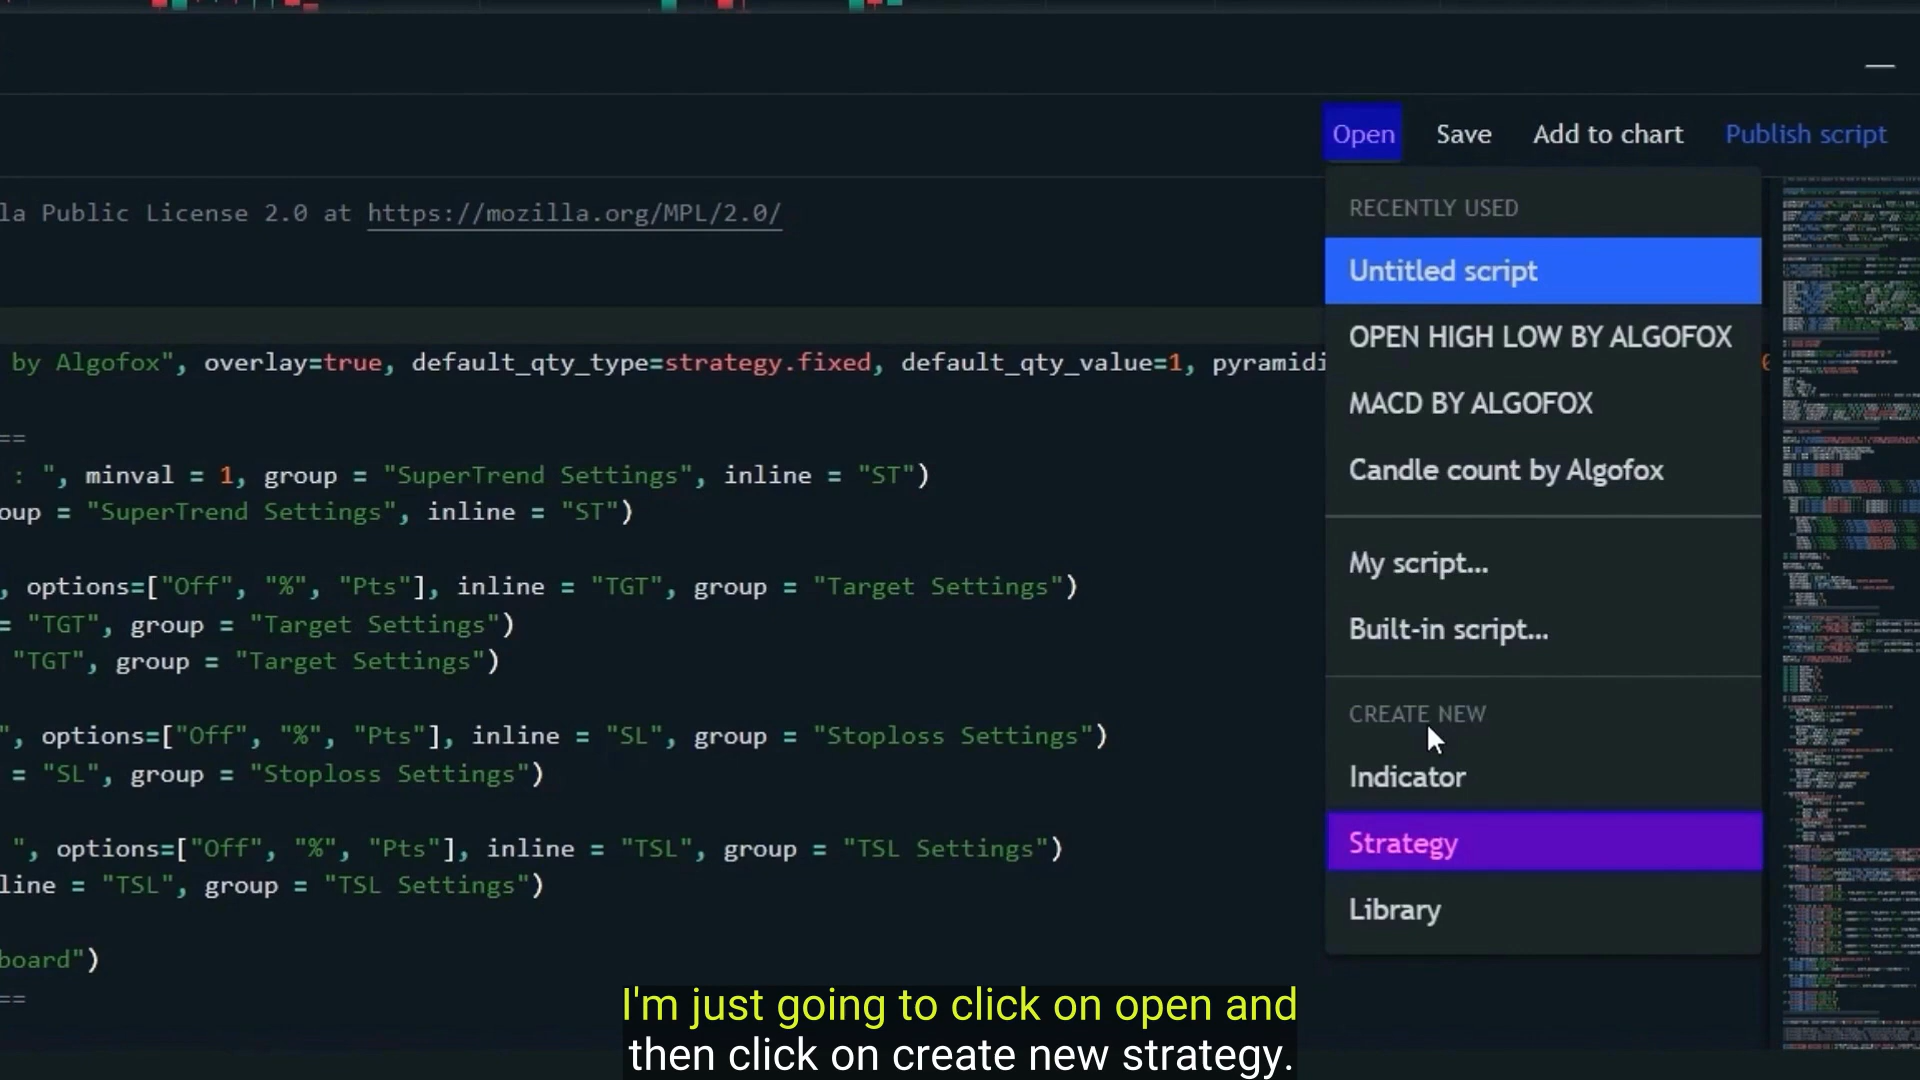 Open Save Add to chart Publish script
la Public License 2.0 at https://mozilla.org/MPL/2.0/
RECENTLY USED
Untitled script
OPEN HIGH LOW BY ALGOFOX
MACD BY ALGOFOX
Candle count by Algofox
My script...
Built-in script...
CREATE NEW
Indicator
Strategy
Library
by Algofox", overlay=true, default_qty_type=strategy.fixed, default_qty_value=1, pyramidi
==
: ", minval = 1, group = "SuperTrend Settings", inline = "ST")
oup = "SuperTrend Settings", inline = "ST")
, options=["Off", "%", "Pts"], inline = "TGT", group = "Target Settings")
= "TGT", group = "Target Settings")
"TGT", group = "Target Settings")
", options=["Off", "%", "Pts"], inline = "SL", group = "Stoploss Settings")
= "SL", group = "Stoploss Settings")
", options=["Off", "%", "Pts"], inline = "TSL", group = "TSL Settings")
line = "TSL", group = "TSL Settings")
board")
==
I'm just going to click on open and
then click on create new strategy.